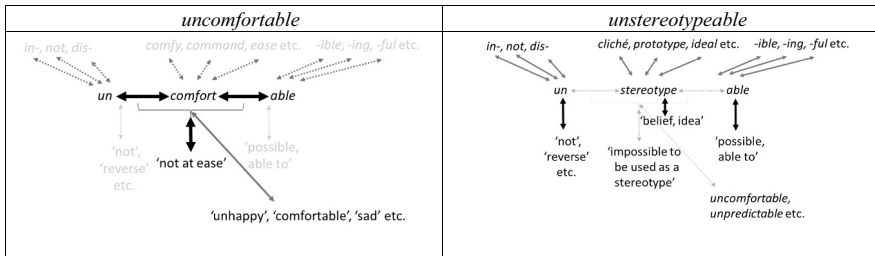 uncomfortable
unstereotypeable
in-, not, dis-
comfy, command, ease etc.
-ible, -ing, -ful etc.
un
comfort
able
'not',
'reverse'
etc.
'not at ease'
'possible,
able to'
'unhappy', 'comfortable', 'sad' etc.
in-, not, dis-
cliché, prototype, ideal etc.
-ible, -ing, -ful etc.
un
stereotype
able
'belief, idea'
'not',
'reverse'
etc.
'impossible to
be used as a
stereotype'
'possible,
able to'
uncomfortable,
unpredictable etc.